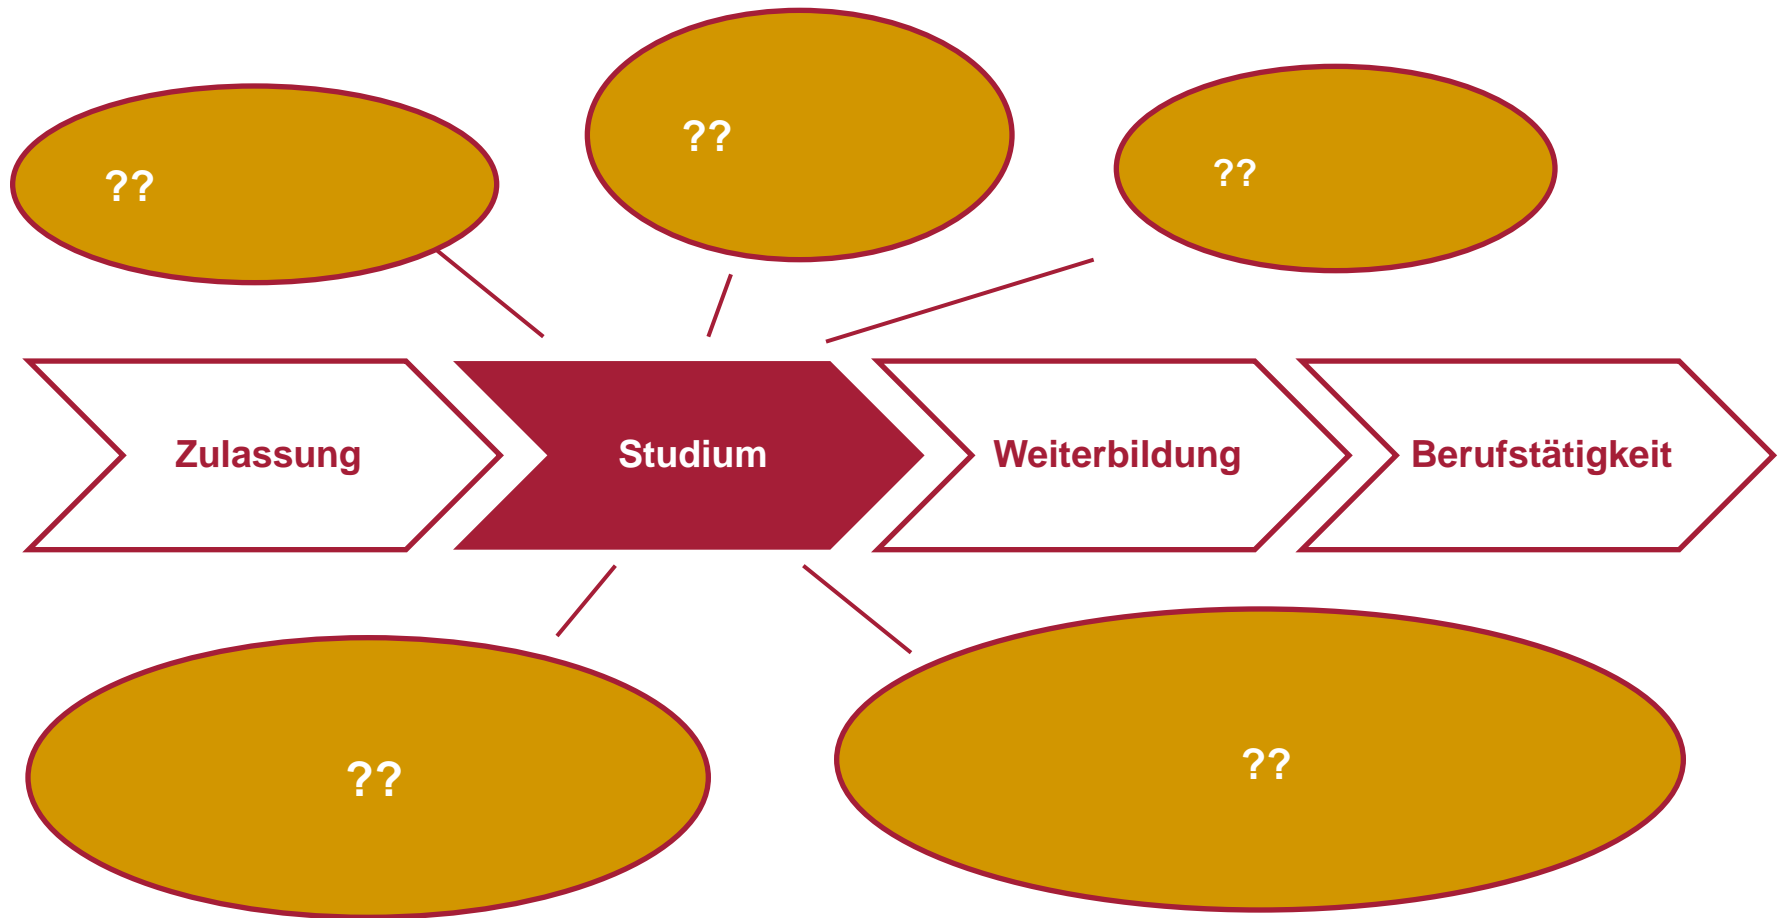 ??
??
??
Zulassung
Studium
Weiterbildung
Berufstätigkeit
??
??